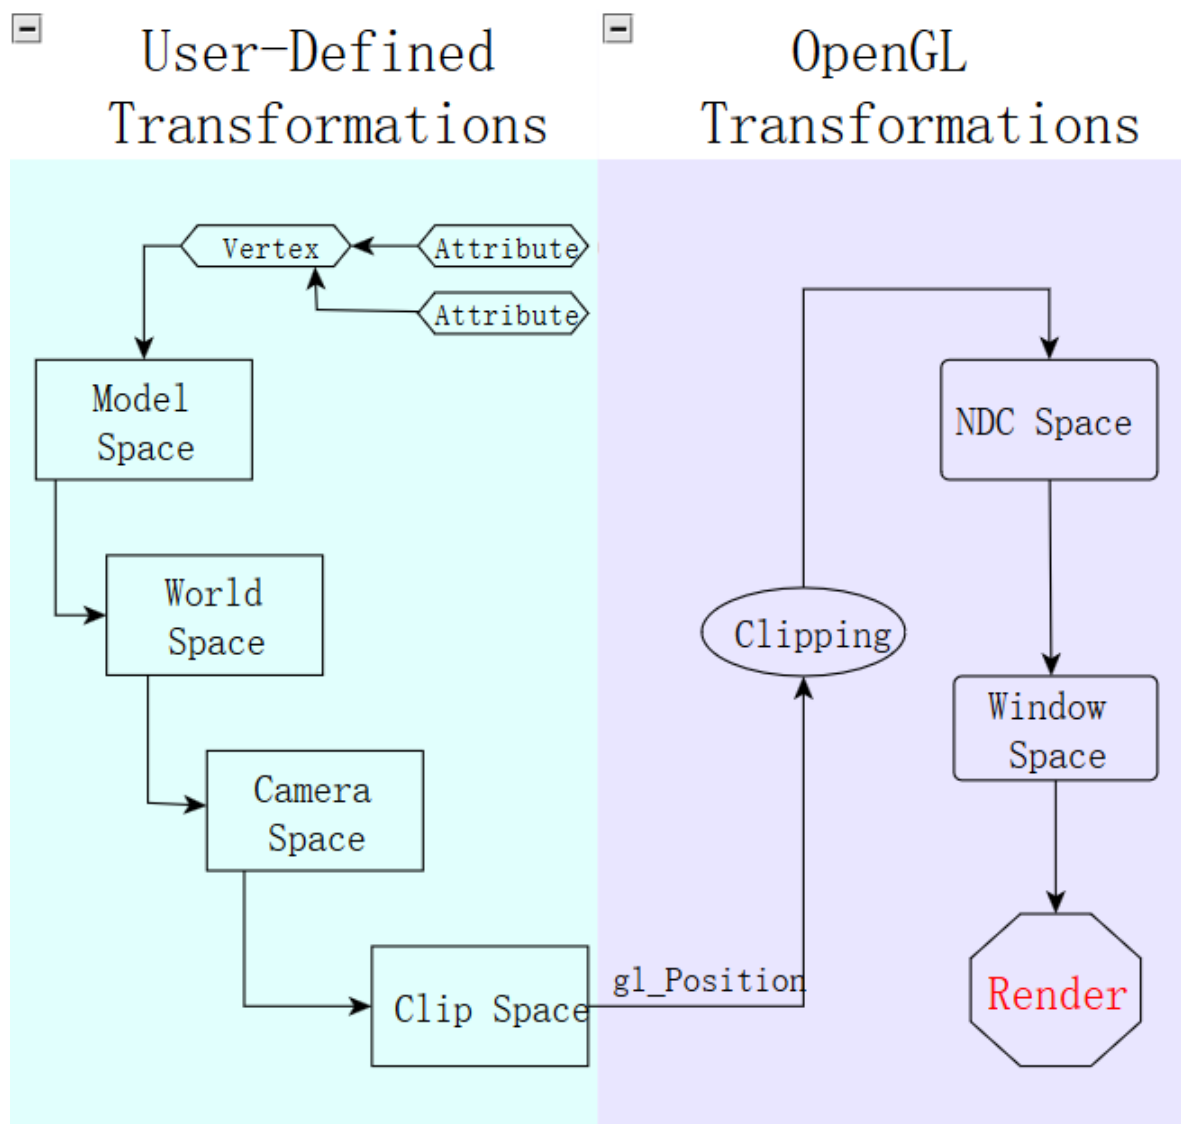 User-Defined
Transformations
OpenGL
Transformations
Vertex
Attribute
Attribute
Model
Space
World
Space
Camera
Space
Clip Space
gl_Position
Clipping
NDC Space
Window
Space
Render